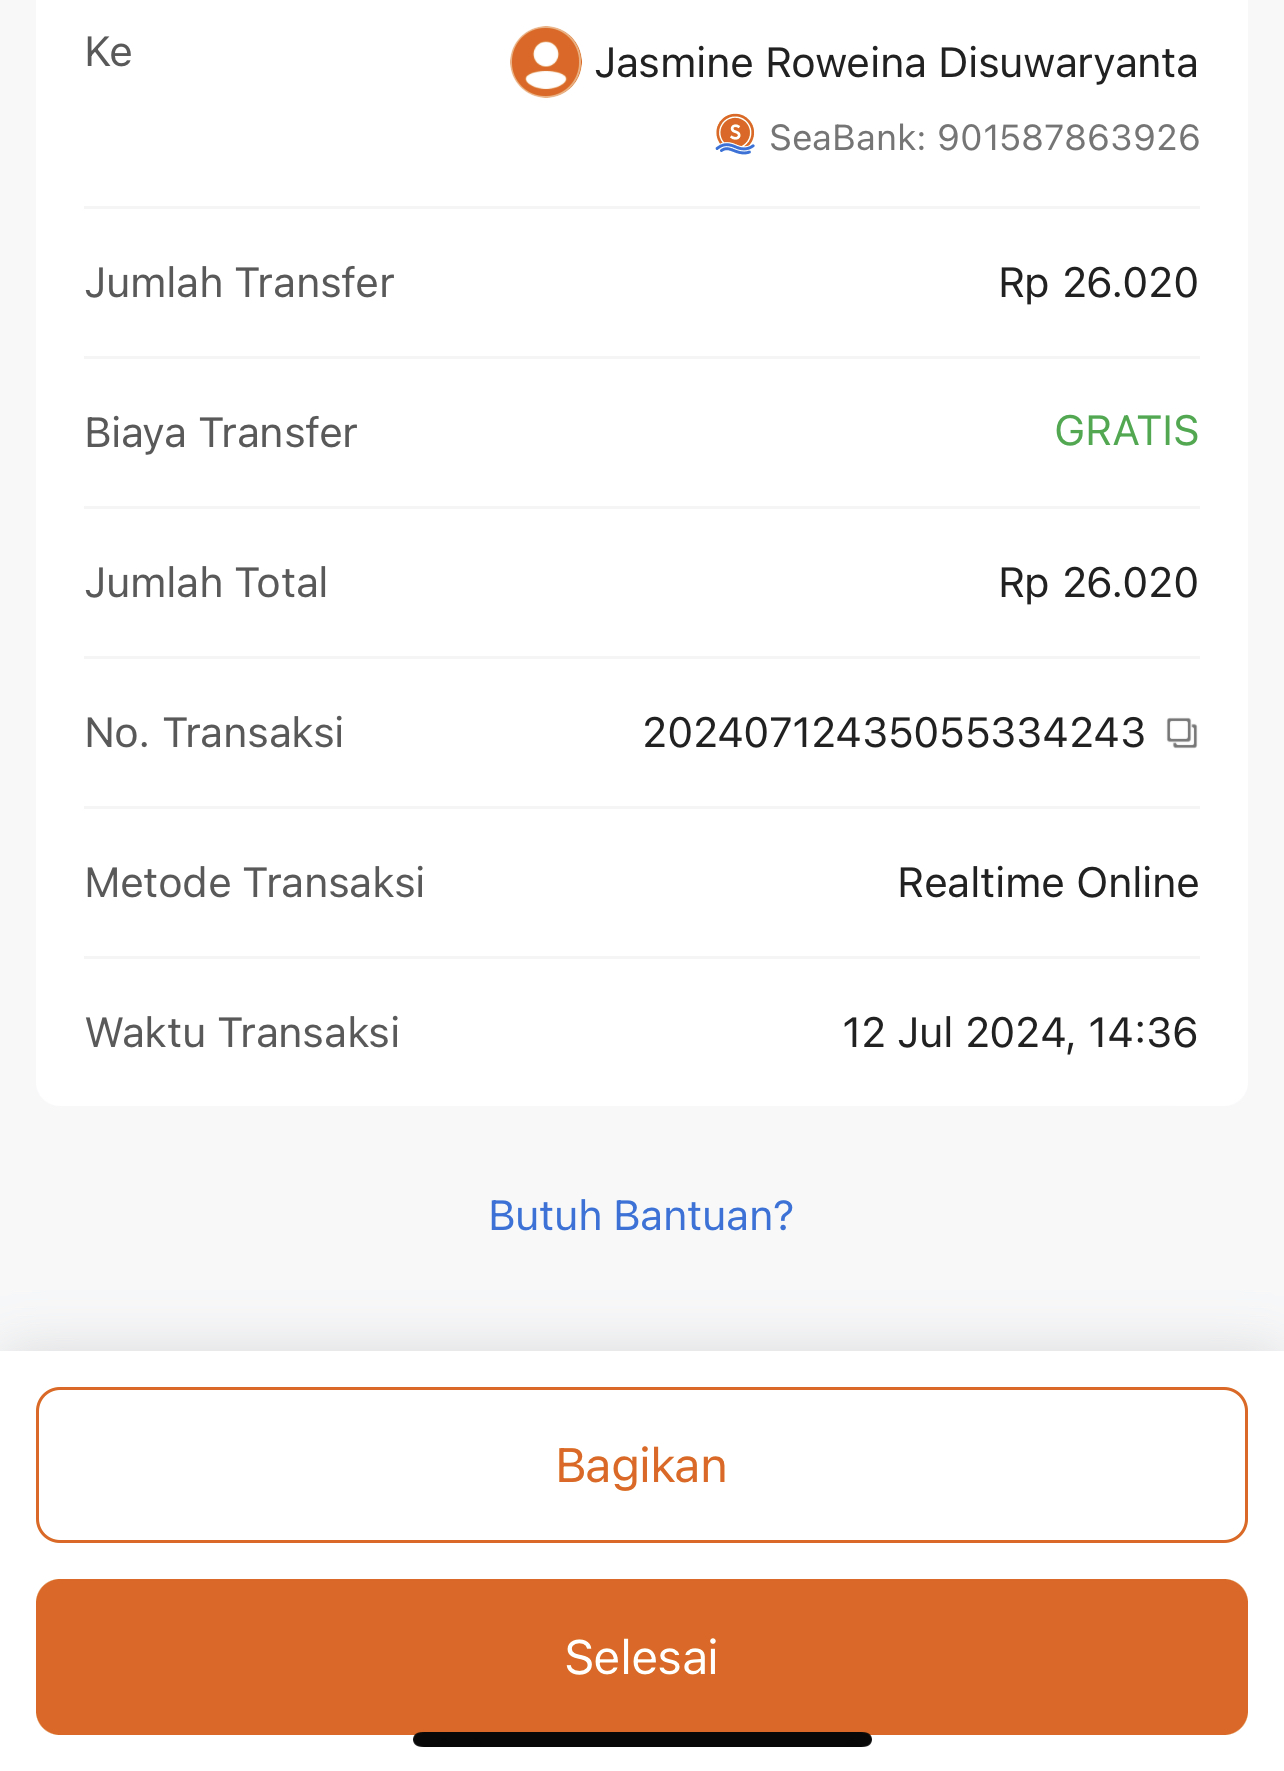 Ke
Jasmine Roweina Disuwaryanta
S
SeaBank: 901587863926
Jumlah Transfer Rp 26.020
Biaya Transfer GRATIS
Jumlah Total Rp 26.020
No. Transaksi 20240712435055334243
Metode Transaksi Realtime Online
Waktu Transaksi 12 Jul 2024, 14:36
Butuh Bantuan?
Bagikan
Selesai